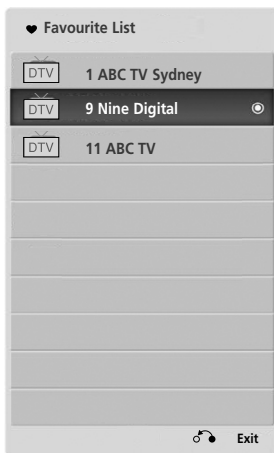 Favourite List
DTV 1 ABC TV Sydney
DTV 9 Nine Digital
DTV 11 ABC TV
Exit